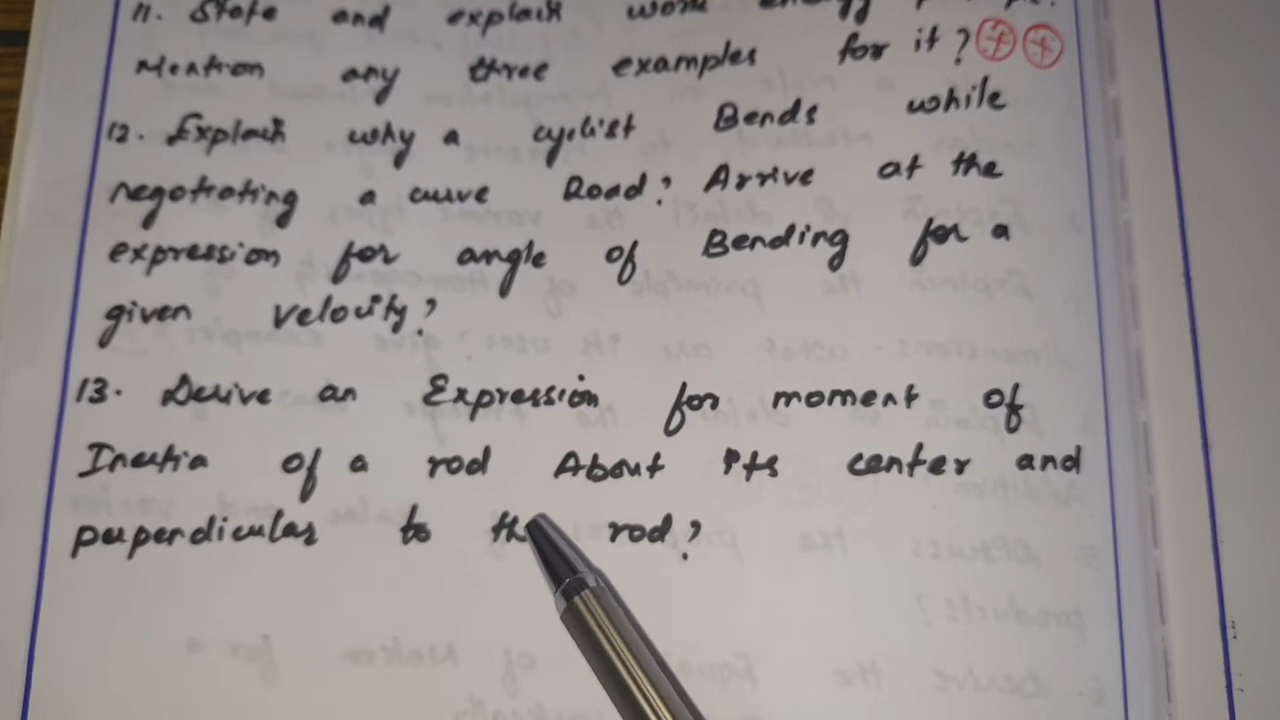 11. State and explain work energy
Mention any three examples for it?
12. Explain why a cyclist Bends while
negotiating a curve Road? Arrive at the
expression for angle of Bending for a
given velocity?
13. Derive an Expression for moment of
Inertia of a rod About its center and
perpendicular to the rod?